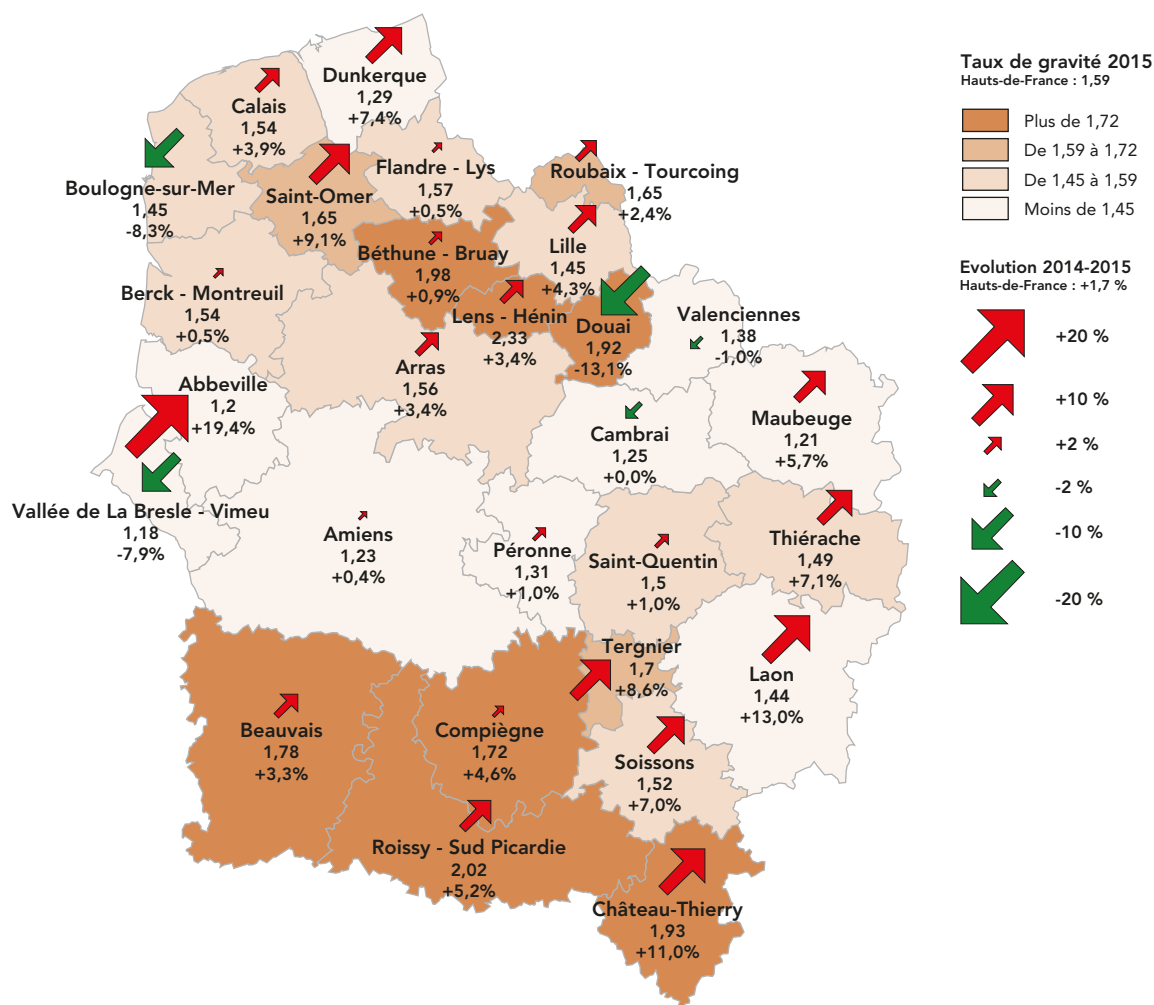 Dunkerque
1,29
+7,4%
Calais
1,54
+3,9%
Flandre - Lys
1,57
+0,5%
Roubaix - Tourcoing
1,65
+2,4%
Boulogne-sur-Mer
1,45
-8,3%
Saint-Omer
1,65
+9,1%
Béthune - Bruay
1,98
+0,9%
Lille
1,45
+4,3%
Berck - Montreuil
1,54
+0,5%
Lens - Hénin
2,33
+3,4%
Douai
1,92
-13,1%
Valenciennes
1,38
-1,0%
Arras
1,56
+3,4%
Abbeville
1,2
+19,4%
Maubeuge
1,21
+5,7%
Cambrai
1,25
+0,0%
Vallée de La Bresle - Vimeu
1,18
-7,9%
Amiens
1,23
+0,4%
Péronne
1,31
+1,0%
Saint-Quentin
1,5
+1,0%
Thiérache
1,49
+7,1%
Tergnier
1,7
+8,6%
Laon
1,44
+13,0%
Beauvais
1,78
+3,3%
Compiègne
1,72
+4,6%
Soissons
1,52
+7,0%
Roissy - Sud Picardie
2,02
+5,2%
Château-Thierry
1,93
+11,0%
Taux de gravité 2015
Hauts-de-France : 1,59
Plus de 1,72
De 1,59 à 1,72
De 1,45 à 1,59
Moins de 1,45
Evolution 2014-2015
Hauts-de-France : +1,7 %
+20 %
+10 %
+2 %
-2 %
-10 %
-20 %